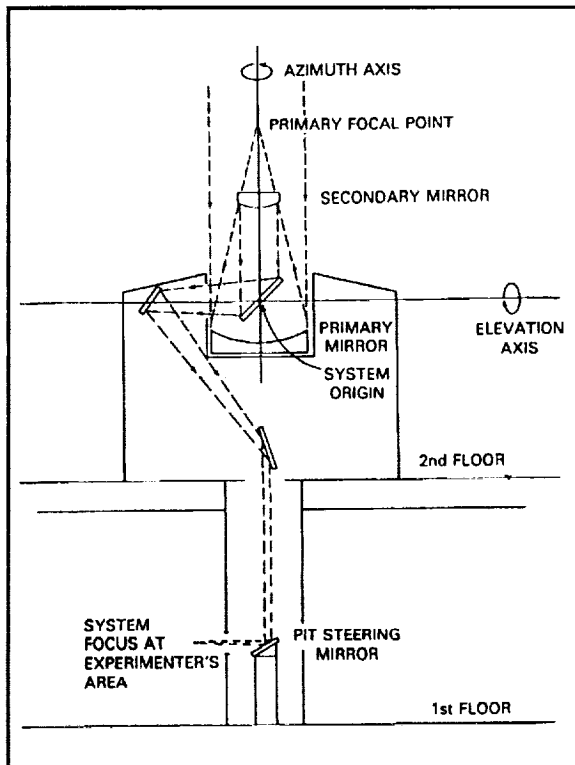 AZIMUTH AXIS
PRIMARY FOCAL POINT
SECONDARY MIRROR
PRIMARY
MIRROR
ELEVATION
AXIS
SYSTEM
ORIGIN
2nd FLOOR
SYSTEM
FOCUS AT
EXPERIMENTER'S
AREA
PIT STEERING
MIRROR
1st FLOOR